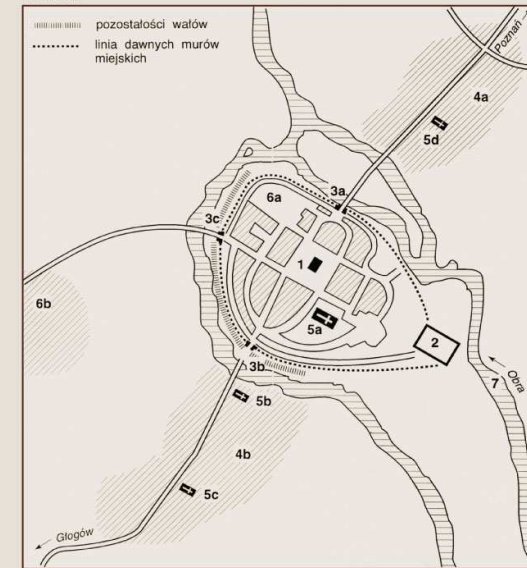 pozostałości wałów
linia dawnych murów
miejskich
Poznań
4a
5d
3a
6a
3c
1
6b
5a
2
3b
7
Obra
5b
4b
5c
Głogów